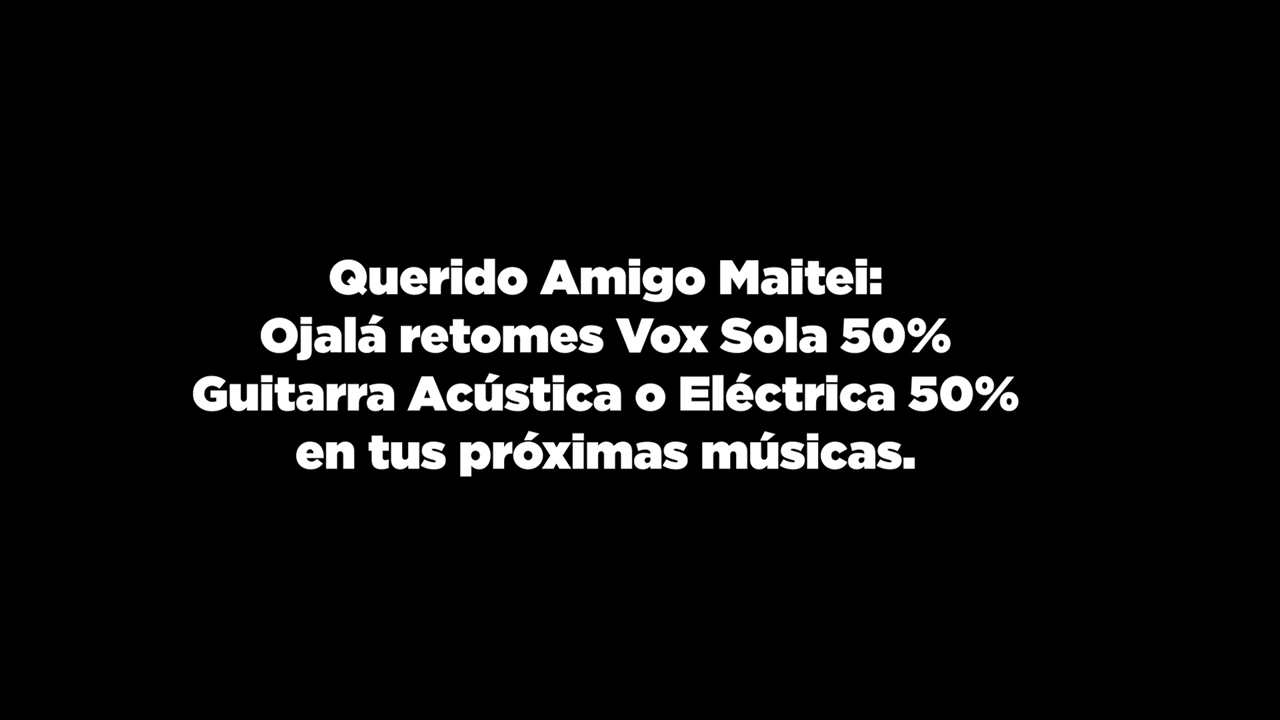 Querido Amigo Maitei:
Ojalá retomes Vox Sola 50%
Guitarra Acústica o Eléctrica 50%
en tus próximas músicas.